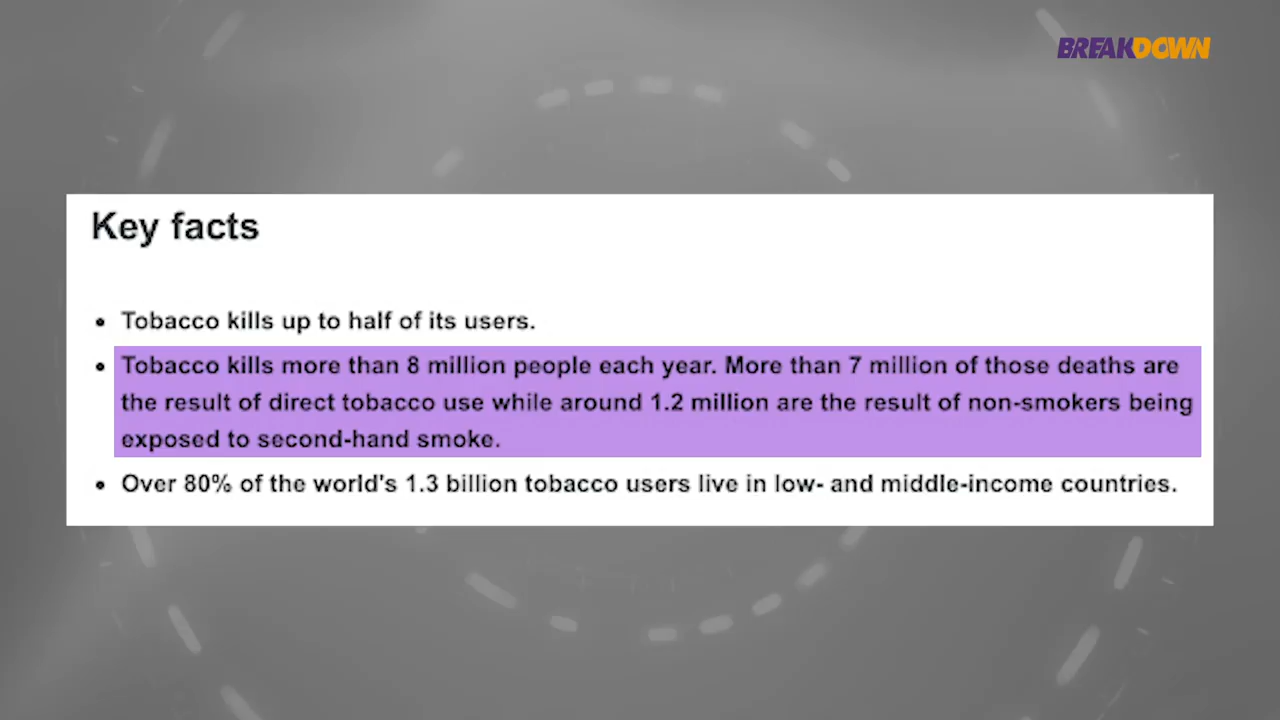 BREAKDOWN
Key facts
• Tobacco kills up to half of its users.
• Tobacco kills more than 8 million people each year. More than 7 million of those deaths are
the result of direct tobacco use while around 1.2 million are the result of non-smokers being
exposed to second-hand smoke.
• Over 80% of the world's 1.3 billion tobacco users live in low- and middle-income countries.